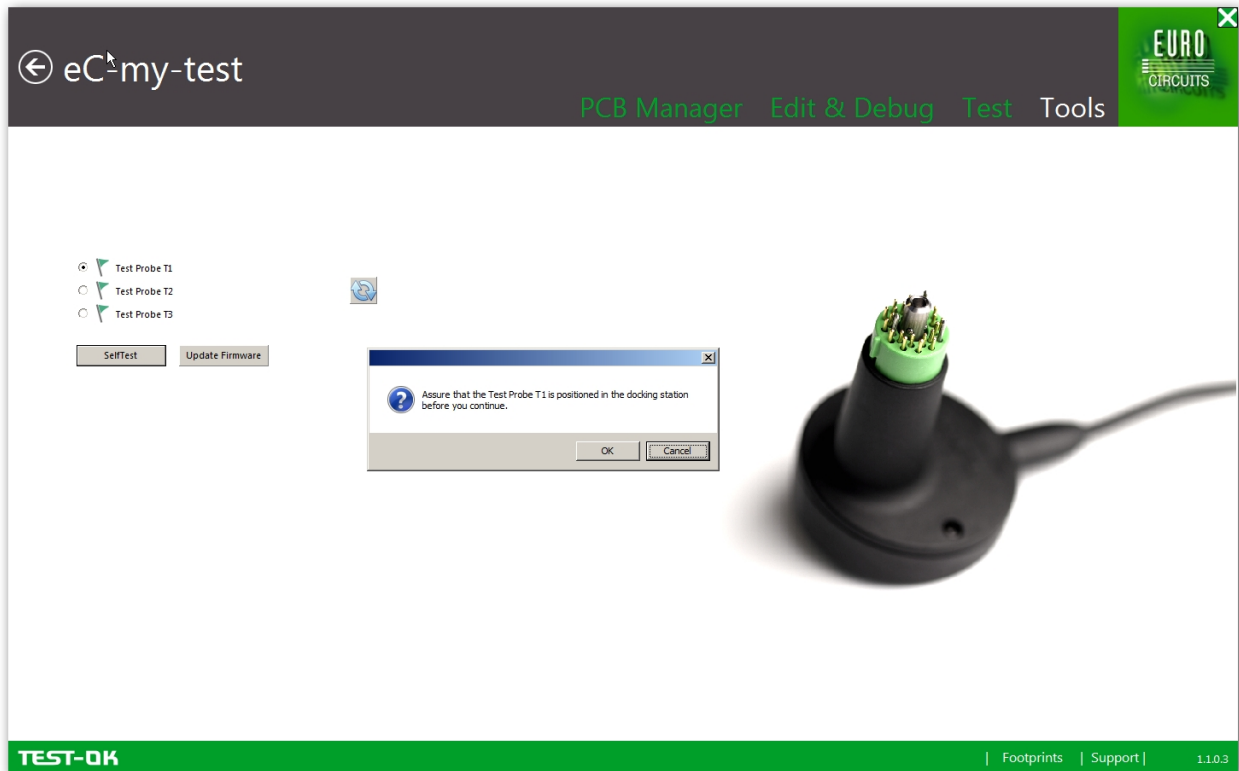 eC-my-test
PCB Manager Edit & Debug Test Tools
EURO
CIRCUITS
Test Probe T1
Test Probe T2
Test Probe T3
SelfTest Update Firmware
Assure that the Test Probe T1 is positioned in the docking station
before you continue.
OK Cancel
TEST-OK | Footprints | Support | 1.1.0.3